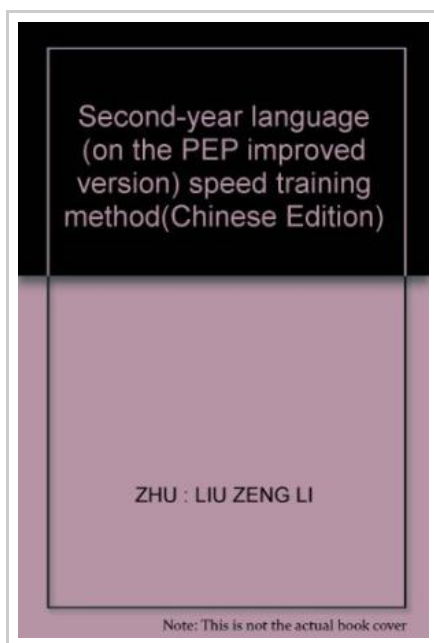 Second-year language
(on the PEP improved
version) speed training
method(Chinese Edition)
ZHU : LIU ZENG LI
Note: This is not the actual book cover